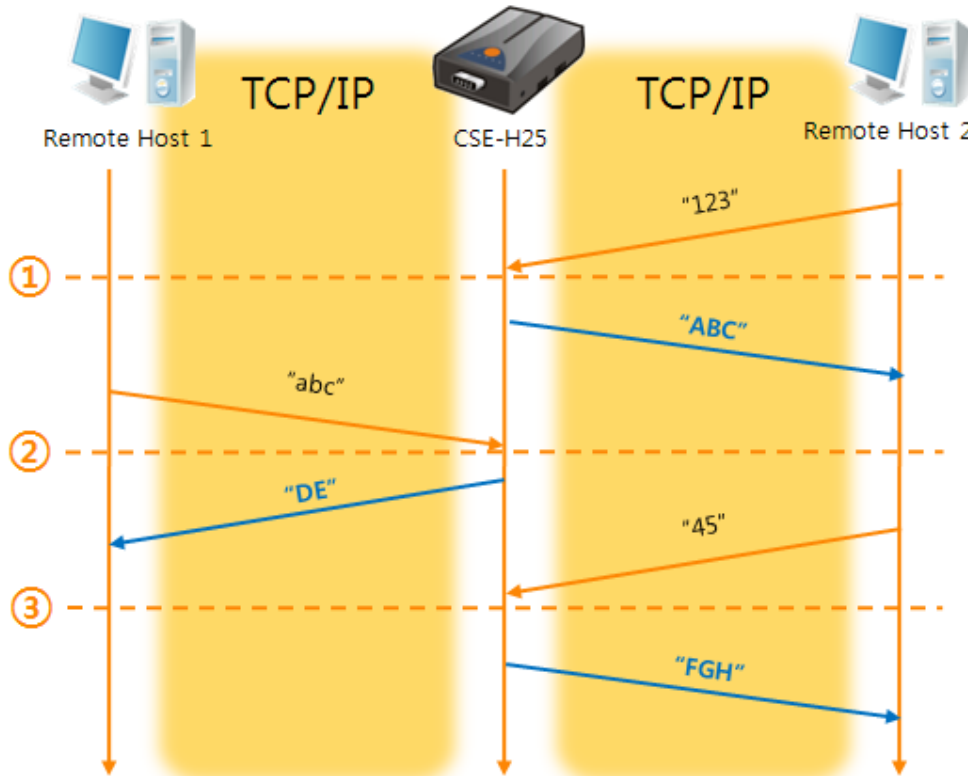 TCP/IP
TCP/IP
Remote Host 1
CSE-H25
Remote Host 2
"123"
①
"ABC"
"abc"
②
"DE"
"45"
③
"FGH"